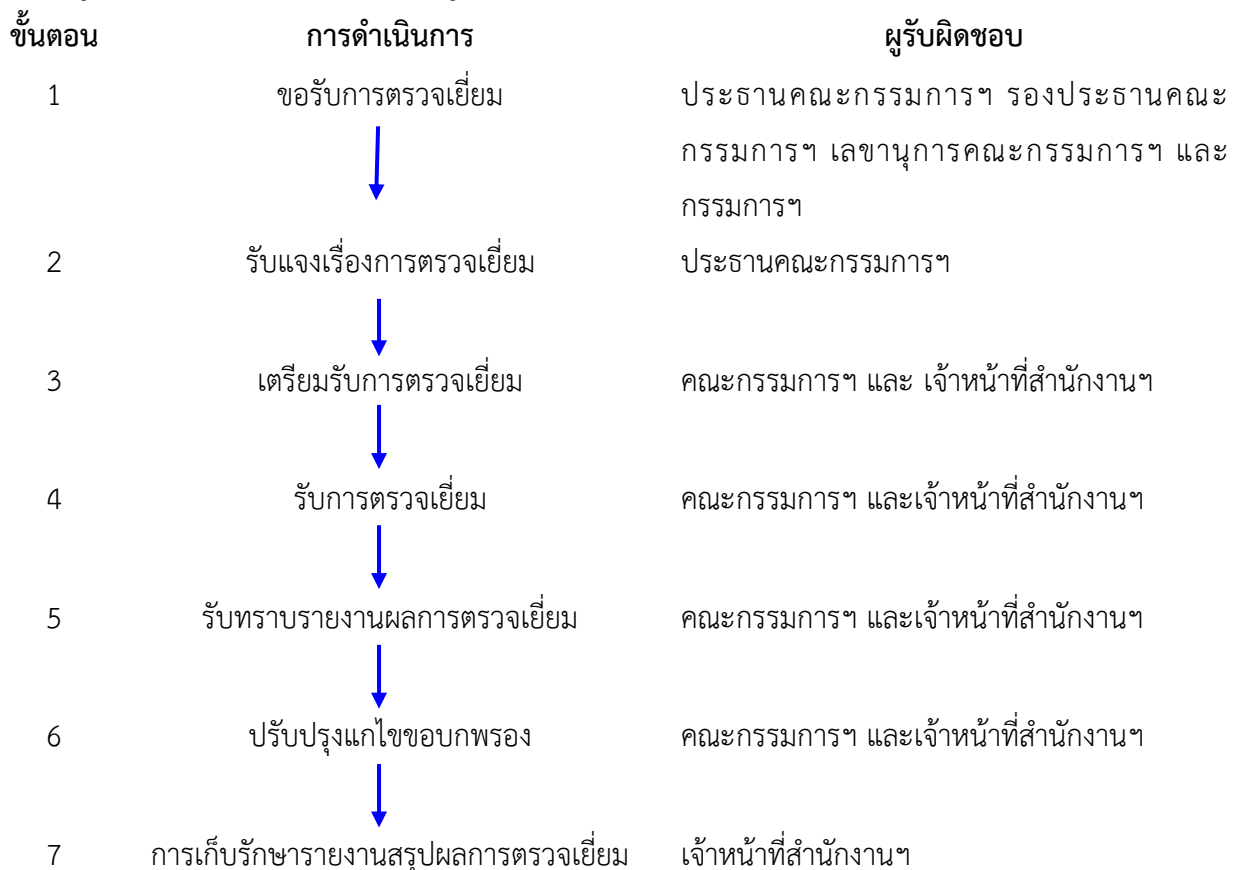 ขั้นตอน การดำเนินการ ผูรับผิดชอบ
1 ขอรับการตรวจเยี่ยม ประธานคณะกรรมการฯ รองประธานคณะ
กรรมการฯ เลขานุการคณะกรรมการฯ และ
กรรมการฯ
2 รับแจงเรื่องการตรวจเยี่ยม ประธานคณะกรรมการฯ
3 เตรียมรับการตรวจเยี่ยม คณะกรรมการฯ และ เจ้าหน้าที่สำนักงานฯ
4 รับการตรวจเยี่ยม คณะกรรมการฯ และเจ้าหน้าที่สำนักงานฯ
5 รับทราบรายงานผลการตรวจเยี่ยม คณะกรรมการฯ และเจ้าหน้าที่สำนักงานฯ
6 ปรับปรุงแกไขขอบกพรอง คณะกรรมการฯ และเจ้าหน้าที่สำนักงานฯ
7 การเก็บรักษารายงานสรุปผลการตรวจเยี่ยม เจ้าหน้าที่สำนักงานฯ